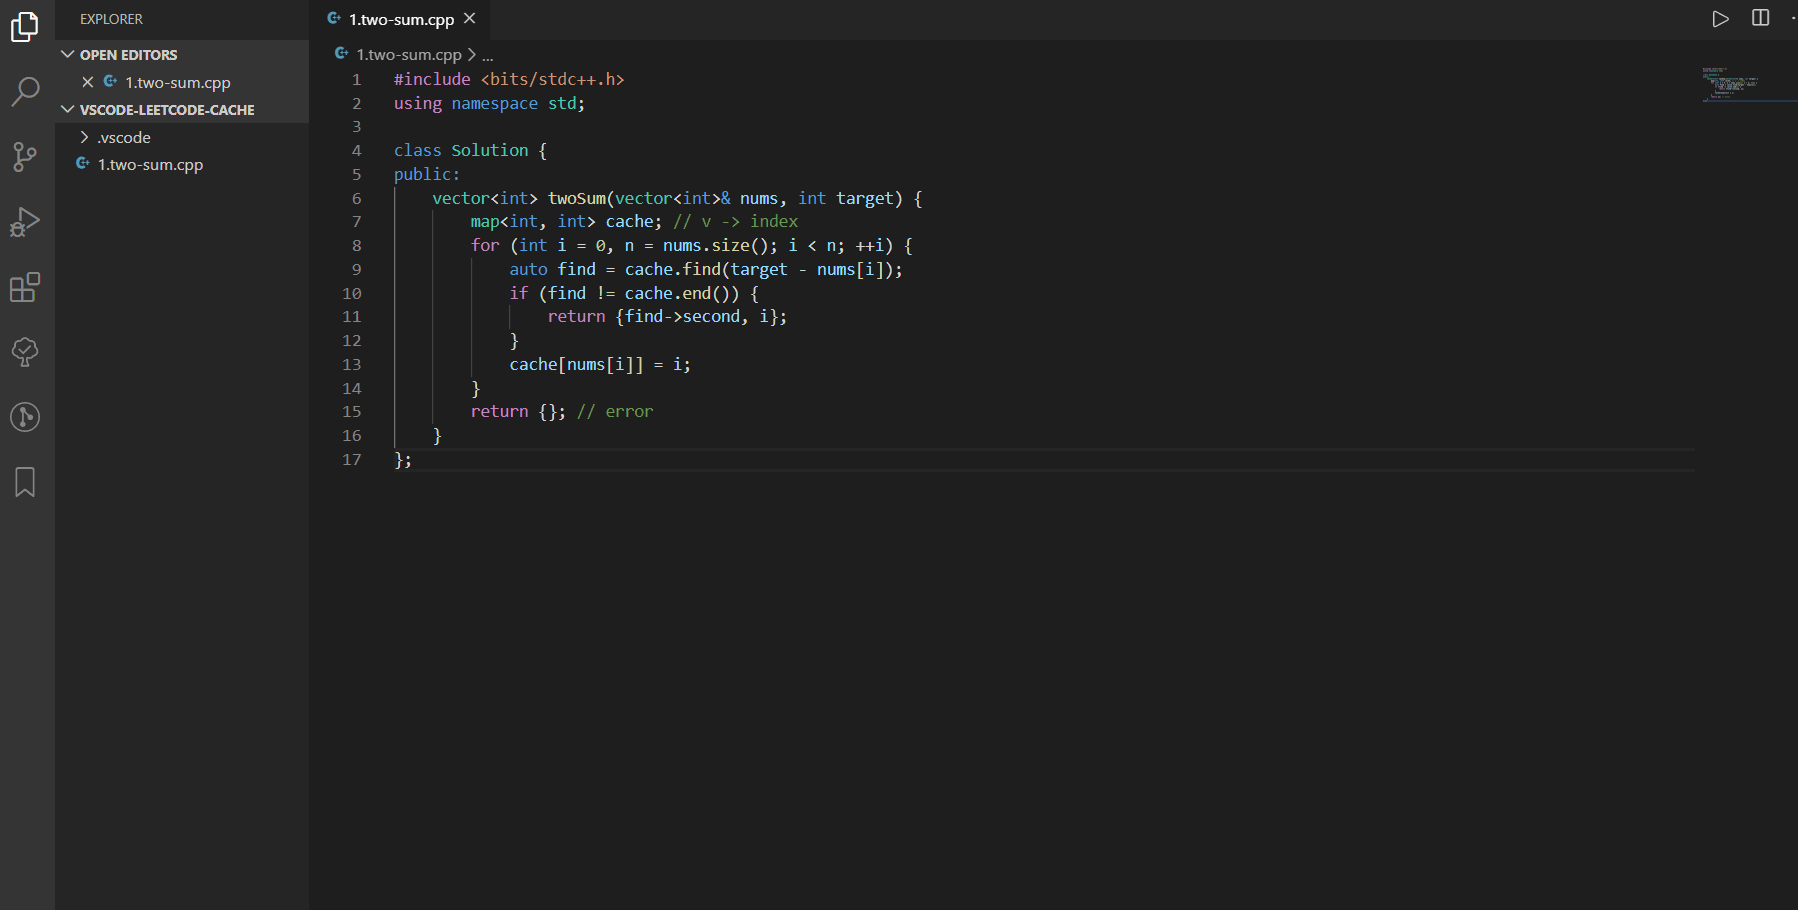 EXPLORER
OPEN EDITORS
1.two-sum.cpp
VSCODE-LEETCODE-CACHE
.vscode
1.two-sum.cpp
1.two-sum.cpp
1.two-sum.cpp > ...
1 #include <bits/stdc++.h>
2 using namespace std;
3
4 class Solution {
5 public:
6     vector<int> twoSum(vector<int>& nums, int target) {
7         map<int, int> cache; // v -> index
8         for (int i = 0, n = nums.size(); i < n; ++i) {
9             auto find = cache.find(target - nums[i]);
10             if (find != cache.end()) {
11                 return {find->second, i};
12             }
13             cache[nums[i]] = i;
14         }
15         return {}; // error
16     }
17 };